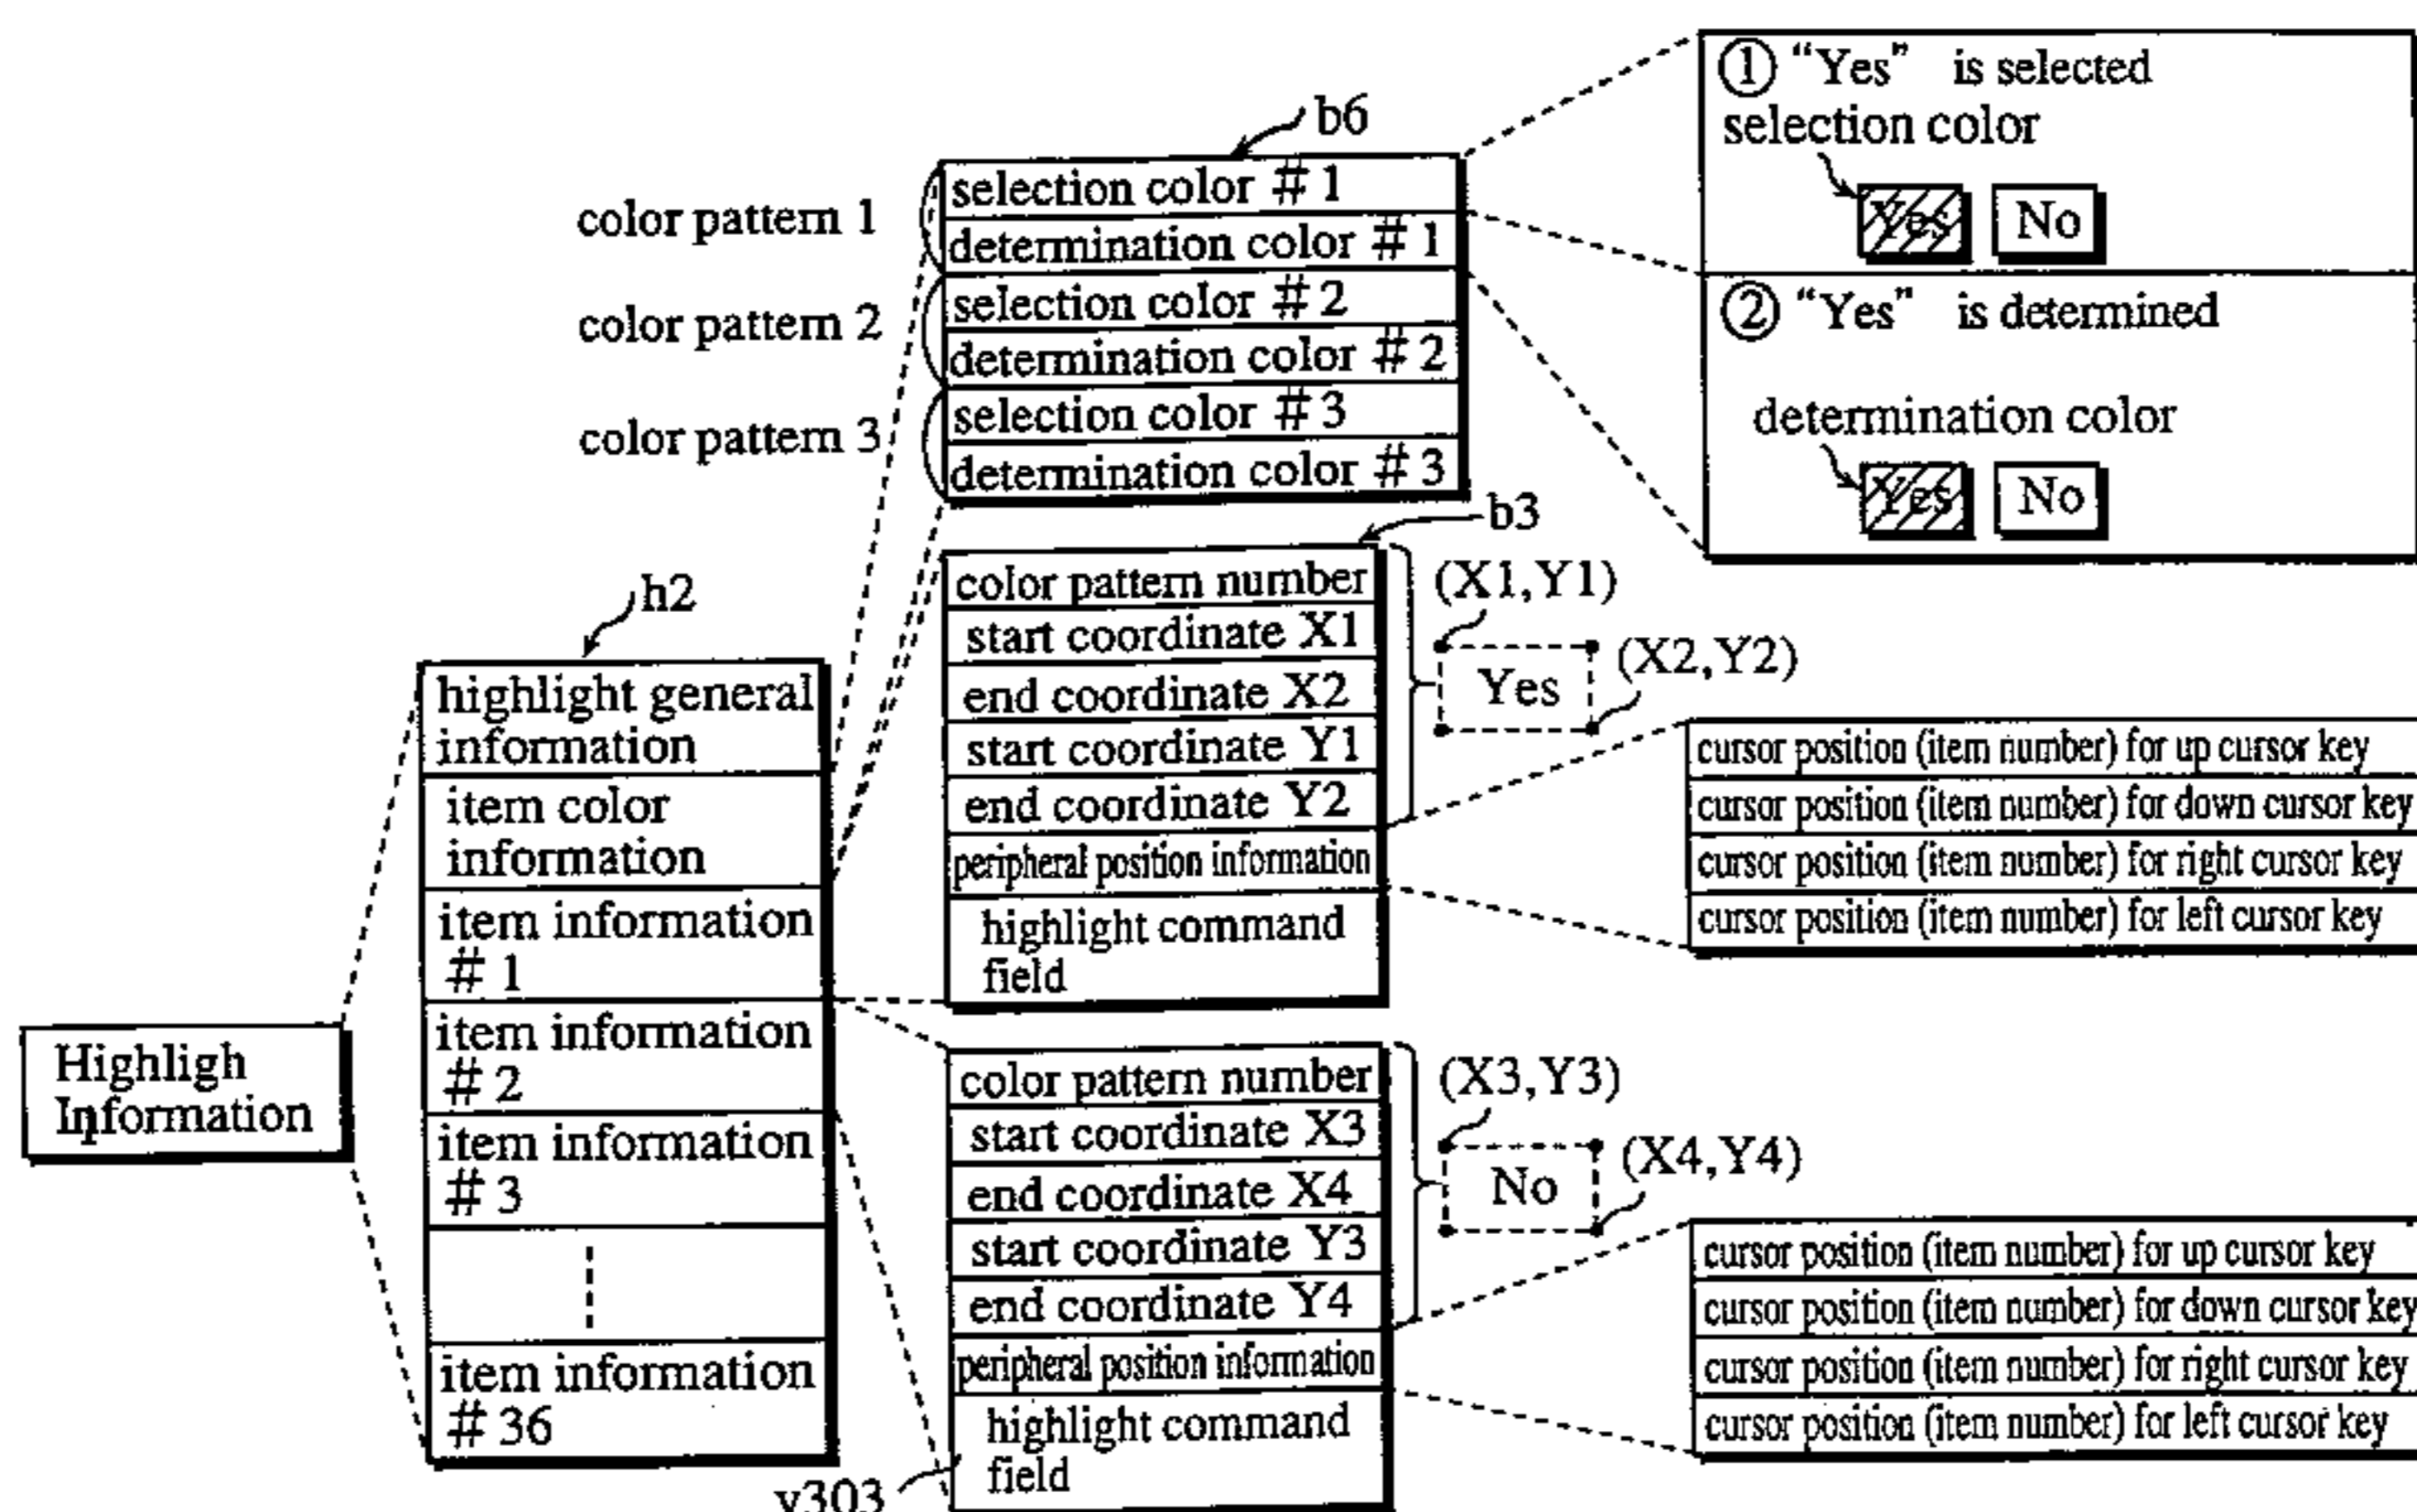 ① “Yes” is selected
selection color
Yes No
② “Yes” is determined
determination color
Yes No
b6
color pattern 1
color pattern 2
color pattern 3
selection color #1
determination color #1
selection color #2
determination color #2
selection color #3
determination color #3
b3
color pattern number
start coordinate X1
end coordinate X2
start coordinate Y1
end coordinate Y2
peripheral position information
highlight command
field
(X1,Y1)
Yes
(X2,Y2)
cursor position (item number) for up cursor key
cursor position (item number) for down cursor key
cursor position (item number) for right cursor key
cursor position (item number) for left cursor key
h2
highlight general
information
item color
information
item information
#1
item information
#2
item information
#3
item information
#36
Highligh
Information
color pattern number
start coordinate X3
end coordinate X4
start coordinate Y3
end coordinate Y4
peripheral position information
highlight command
field
(X3,Y3)
No
(X4,Y4)
cursor position (item number) for up cursor key
cursor position (item number) for down cursor key
cursor position (item number) for right cursor key
cursor position (item number) for left cursor key
y303